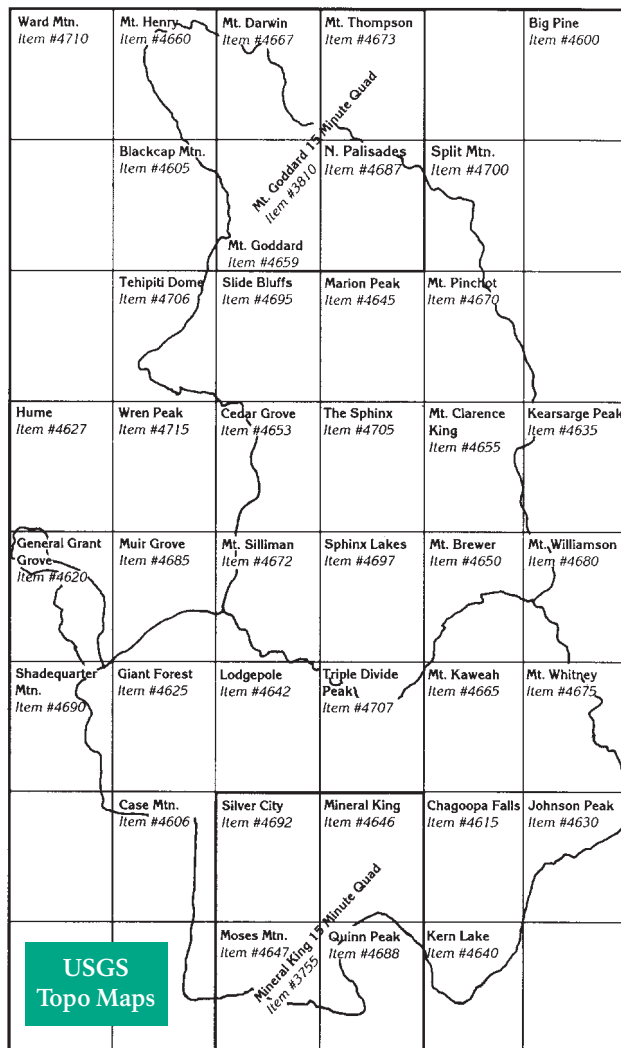 Ward Mtn.
Item #4710
Mt. Henry
Item #4660
Mt. Darwin
Item #4667
Mt. Thompson
Item #4673
Big Pine
Item #4600
Blackcap Mtn.
Item #4605
Mt. Goddard 15 Minute Quad
Item #3810
N. Palisades
Item #4687
Split Mtn.
Item #4700
Mt. Goddard
Item #4659
Tehipiti Dome
Item #4706
Slide Bluffs
Item #4695
Marion Peak
Item #4645
Mt. Pinchot
Item #4670
Hume
Item #4627
Wren Peak
Item #4715
Cedar Grove
Item #4653
The Sphinx
Item #4705
Mt. Clarence
King
Item #4655
Kearsarge Peak
Item #4635
General Grant
Grove
Item #4620
Muir Grove
Item #4685
Mt. Silliman
Item #4672
Sphinx Lakes
Item #4697
Mt. Brewer
Item #4650
Mt. Williamson
Item #4680
Shadequarter
Mtn.
Item #4690
Giant Forest
Item #4625
Lodgepole
Item #4642
Triple Divide
Peak
Item #4707
Mt. Kaweah
Item #4665
Mt. Whitney
Item #4675
Case Mtn.
Item #4606
Silver City
Item #4692
Mineral King
Item #4646
Chagoopa Falls
Item #4615
Johnson Peak
Item #4630
Moses Mtn.
Item #4647
Mineral King 15 Minute Quad
Item #3755
Quinn Peak
Item #4688
Kern Lake
Item #4640
USGS
Topo Maps